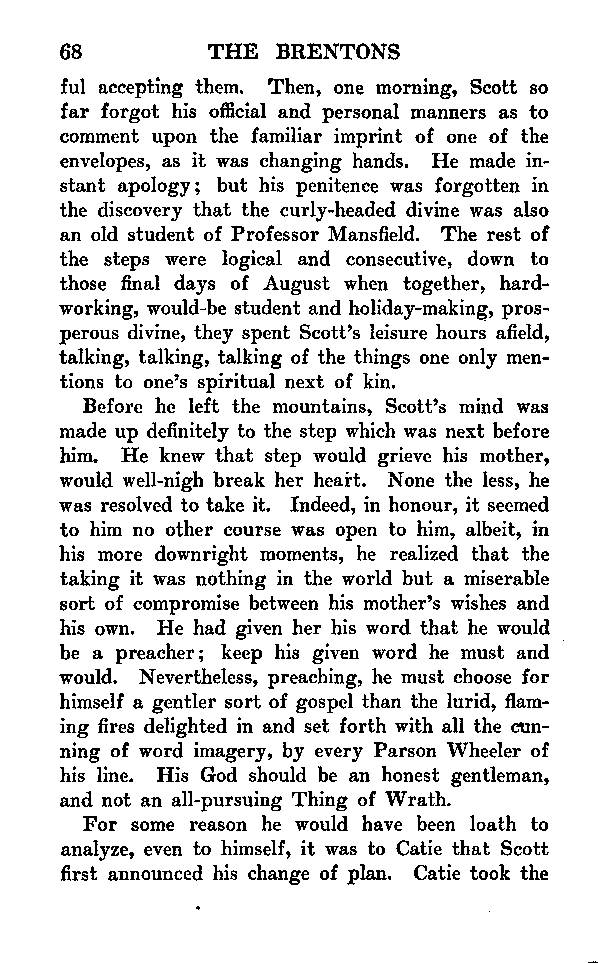 68 THE BRENTONS
ful accepting them. Then, one morning, Scott so
far forgot his official and personal manners as to
comment upon the familiar imprint of one of the
envelopes, as it was changing hands. He made in-
stant apology; but his penitence was forgotten in
the discovery that the curly-headed divine was also
an old student of Professor Mansfield. The rest of
the steps were logical and consecutive, down to
those final days of August when together, hard-
working, would-be student and holiday-making, pros-
perous divine, they spent Scott's leisure hours afield,
talking, talking, talking of the things one only men-
tions to one's spiritual next of kin.
Before he left the mountains, Scott's mind was
made up definitely to the step which was next before
him. He knew that step would grieve his mother,
would well-nigh break her heart. None the less, he
was resolved to take it. Indeed, in honour, it seemed
to him no other course was open to him, albeit, in
his more downright moments, he realized that the
taking it was nothing in the world but a miserable
sort of compromise between his mother's wishes and
his own. He had given her his word that he would
be a preacher; keep his given word he must and
would. Nevertheless, preaching, he must choose for
himself a gentler sort of gospel than the lurid, flam-
ing fires delighted in and set forth with all the cun-
ning of word imagery, by every Parson Wheeler of
his line. His God should be an honest gentleman,
and not an all-pursuing Thing of Wrath.
For some reason he would have been loath to
analyze, even to himself, it was to Catie that Scott
first announced his change of plan. Catie took the